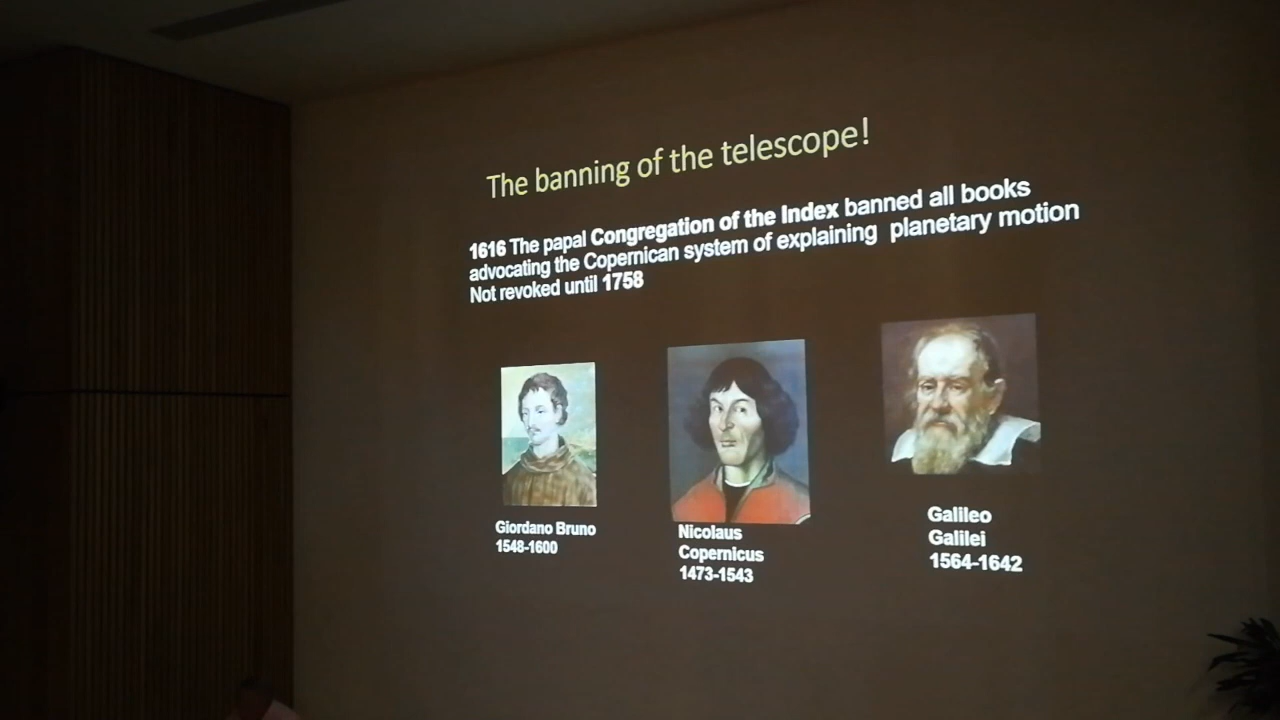 The banning of the telescope!
1616 The papal Congregation of the Index banned all books
advocating the Copernican system of explaining planetary motion
Not revoked until 1758
Giordano Bruno
1548-1600
Nicolaus
Copernicus
1473-1543
Galileo
Galilei
1564-1642